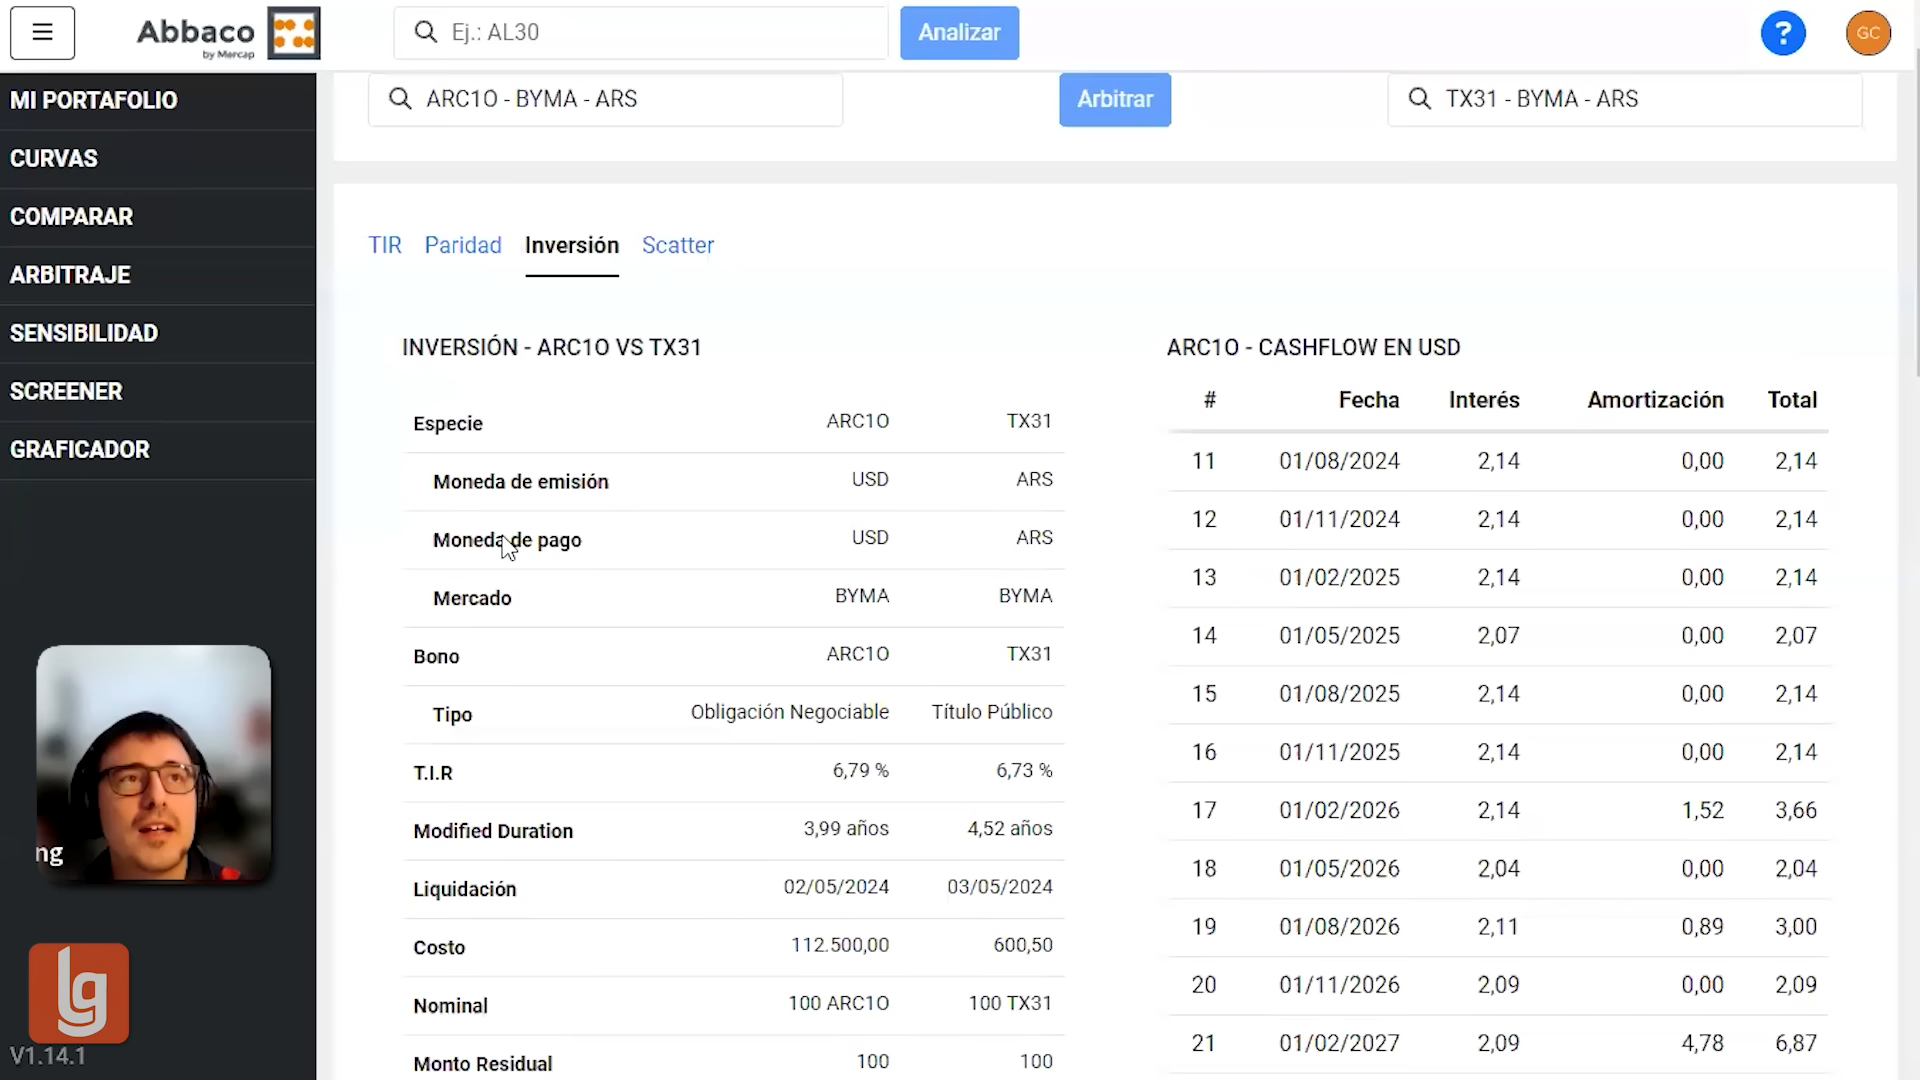 Abbaco
by Mercap
Ej.: AL30
Analizar
?
GC
MI PORTAFOLIO
CURVAS
COMPARAR
ARBITRAJE
SENSIBILIDAD
SCREENER
GRAFICADOR
ng
lg
V1.14.1
ARC1O - BYMA - ARS
Arbitrar
TX31 - BYMA - ARS
TIR Paridad Inversión Scatter
INVERSIÓN - ARC1O VS TX31
Especie ARC1O TX31
Moneda de emisión USD ARS
Moneda de pago USD ARS
Mercado BYMA BYMA
Bono ARC1O TX31
Tipo Obligación Negociable Título Público
T.I.R 6,79 % 6,73 %
Modified Duration 3,99 años 4,52 años
Liquidación 02/05/2024 03/05/2024
Costo 112.500,00 600,50
Nominal 100 ARC1O 100 TX31
Monto Residual 100 100
ARC1O - CASHFLOW EN USD
# Fecha Interés Amortización Total
11 01/08/2024 2,14 0,00 2,14
12 01/11/2024 2,14 0,00 2,14
13 01/02/2025 2,14 0,00 2,14
14 01/05/2025 2,07 0,00 2,07
15 01/08/2025 2,14 0,00 2,14
16 01/11/2025 2,14 0,00 2,14
17 01/02/2026 2,14 1,52 3,66
18 01/05/2026 2,04 0,00 2,04
19 01/08/2026 2,11 0,89 3,00
20 01/11/2026 2,09 0,00 2,09
21 01/02/2027 2,09 4,78 6,87